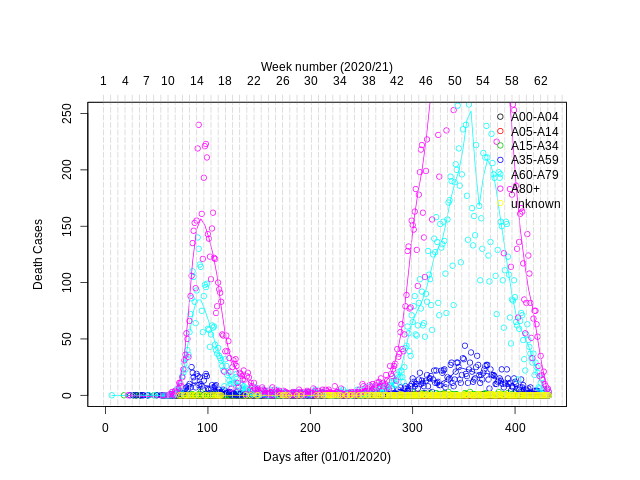 Week number (2020/21)
1 4 7 10 14 18 22 26 30 34 38 42 46 50 54 58 62
250
200
150
100
50
0
Death Cases
A00-A04
A05-A14
A15-A34
A35-A59
A60-A79
A80+
unknown
0 100 200 300 400
Days after (01/01/2020)